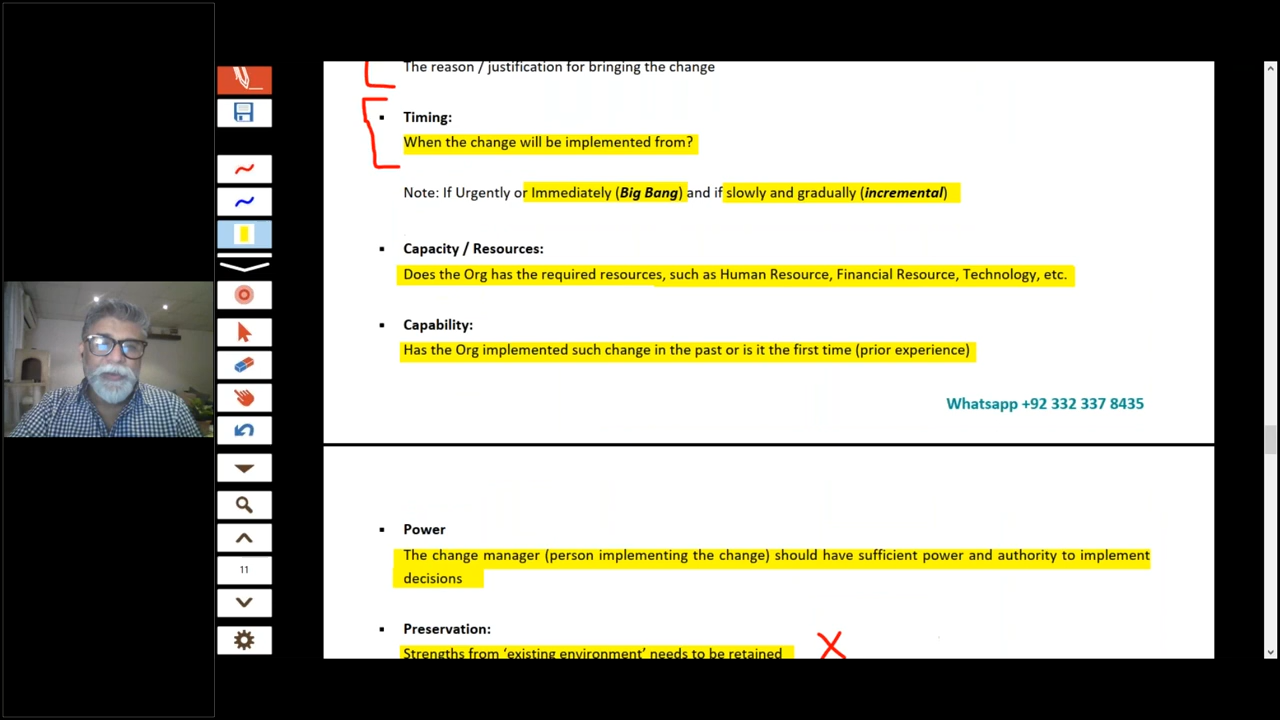 The reason / justification for bringing the change
▪ Timing:
When the change will be implemented from?
Note: If Urgently or Immediately (Big Bang) and if slowly and gradually (incremental)
▪ Capacity / Resources:
Does the Org has the required resources, such as Human Resource, Financial Resource, Technology, etc.
▪ Capability:
Has the Org implemented such change in the past or is it the first time (prior experience)
Whatsapp +92 332 337 8435
11
▪ Power
The change manager (person implementing the change) should have sufficient power and authority to implement
decisions
▪ Preservation:
Strengths from ‘existing environment’ needs to be retained